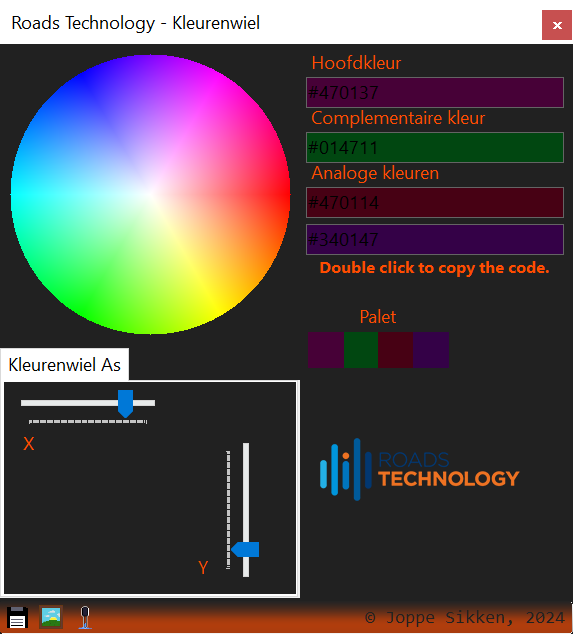 Roads Technology - Kleurenwiel
Hoofdkleur
#470137
Complementaire kleur
#014711
Analoge kleuren
#470114
#340147
Double click to copy the code.
Palet
Kleurenwiel As
X
Y
ROADS
TECHNOLOGY
© Joppe Sikken, 2024